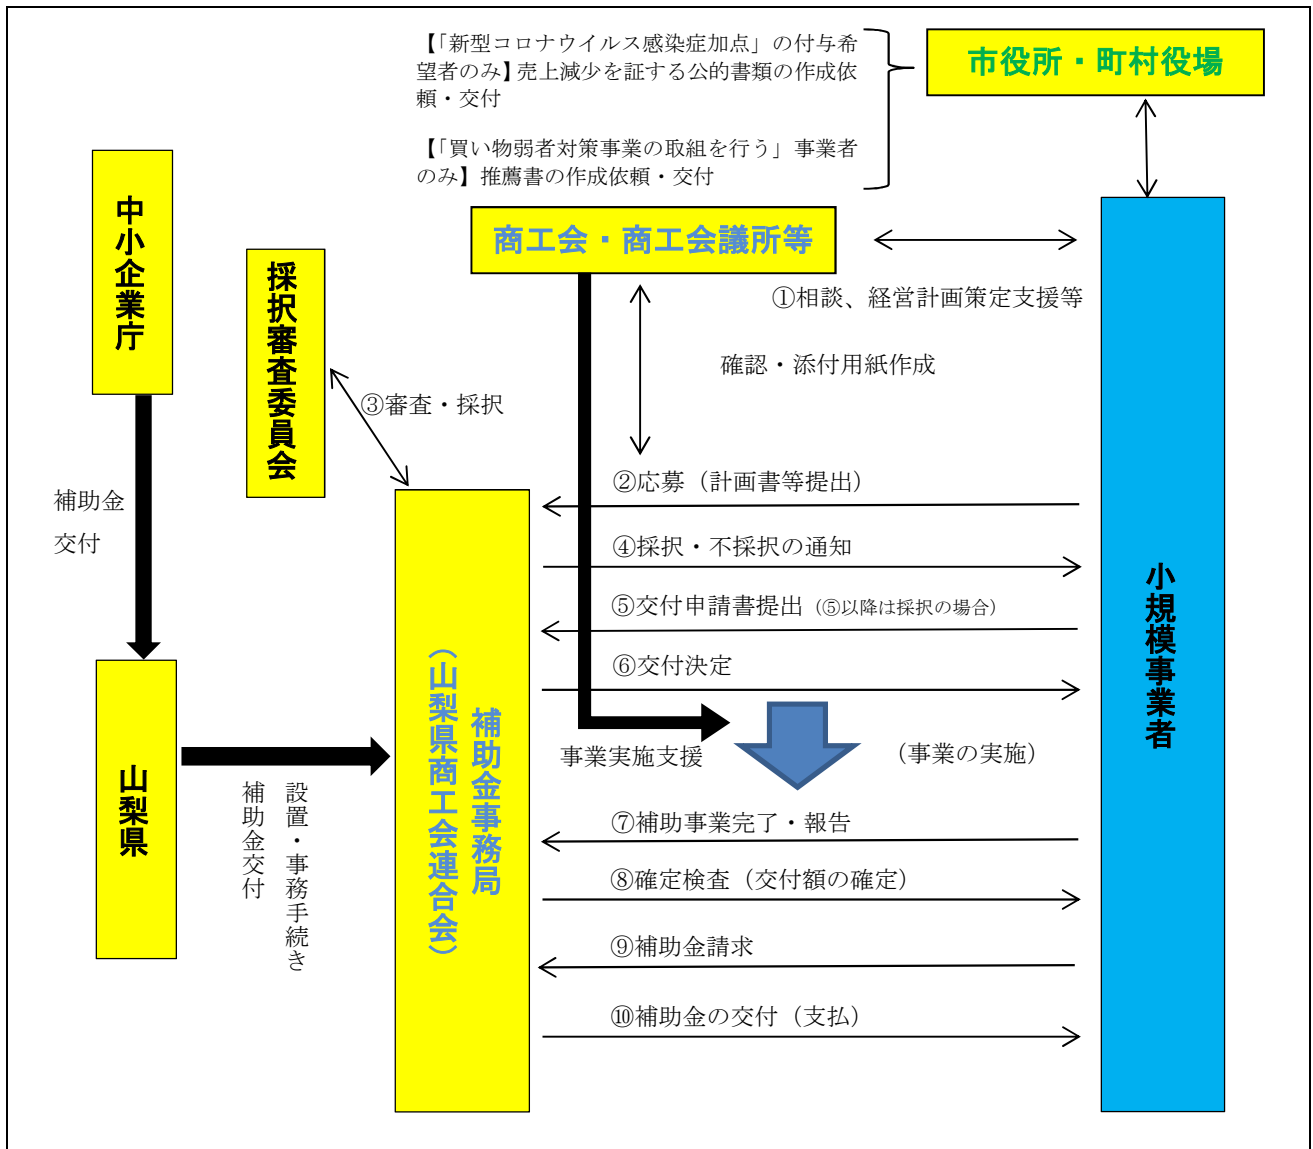 【「新型コロナウイルス感染症加点」の付与希
望者のみ】売上減少を証する公的書類の作成依
頼・交付
【「買い物弱者対策事業の取組を行う」事業者
のみ】推薦書の作成依頼・交付
市役所・町村役場
中小企業庁
採択審査委員会
商工会・商工会議所等
①相談、経営計画策定支援等
確認・添付用紙作成
③審査・採択
補助金
交付
②応募（計画書等提出）
④採択・不採択の通知
⑤交付申請書提出（⑤以降は採択の場合）
⑥交付決定
事業実施支援
（事業の実施）
小規模事業者
山梨県
設置・事務手続き
補助金交付
補助金事務局
（山梨県商工会連合会）
⑦補助事業完了・報告
⑧確定検査（交付額の確定）
⑨補助金請求
⑩補助金の交付（支払）